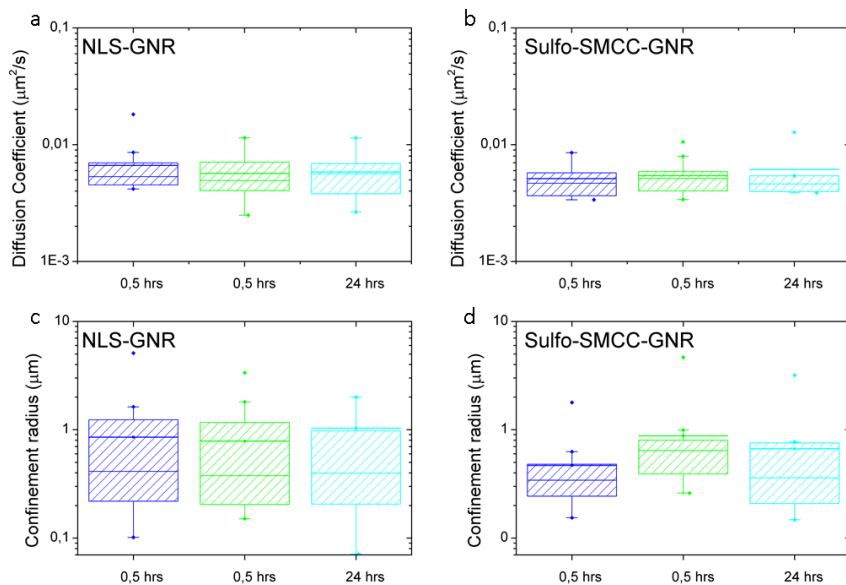 a
NLS-GNR
Diffusion Coefficient (μm²/s)
0,1
0,01
1E-3
0,5 hrs
0,5 hrs
24 hrs
b
Sulfo-SMCC-GNR
Diffusion Coefficient (μm²/s)
0,1
0,01
1E-3
0,5 hrs
0,5 hrs
24 hrs
c
NLS-GNR
Confinement radius (μm)
10
1
0,1
0,5 hrs
0,5 hrs
24 hrs
d
Sulfo-SMCC-GNR
Confinement radius (μm)
10
1
0
0,5 hrs
0,5 hrs
24 hrs